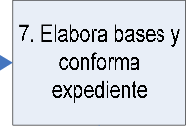 7. Elabora bases y
conforma
expediente